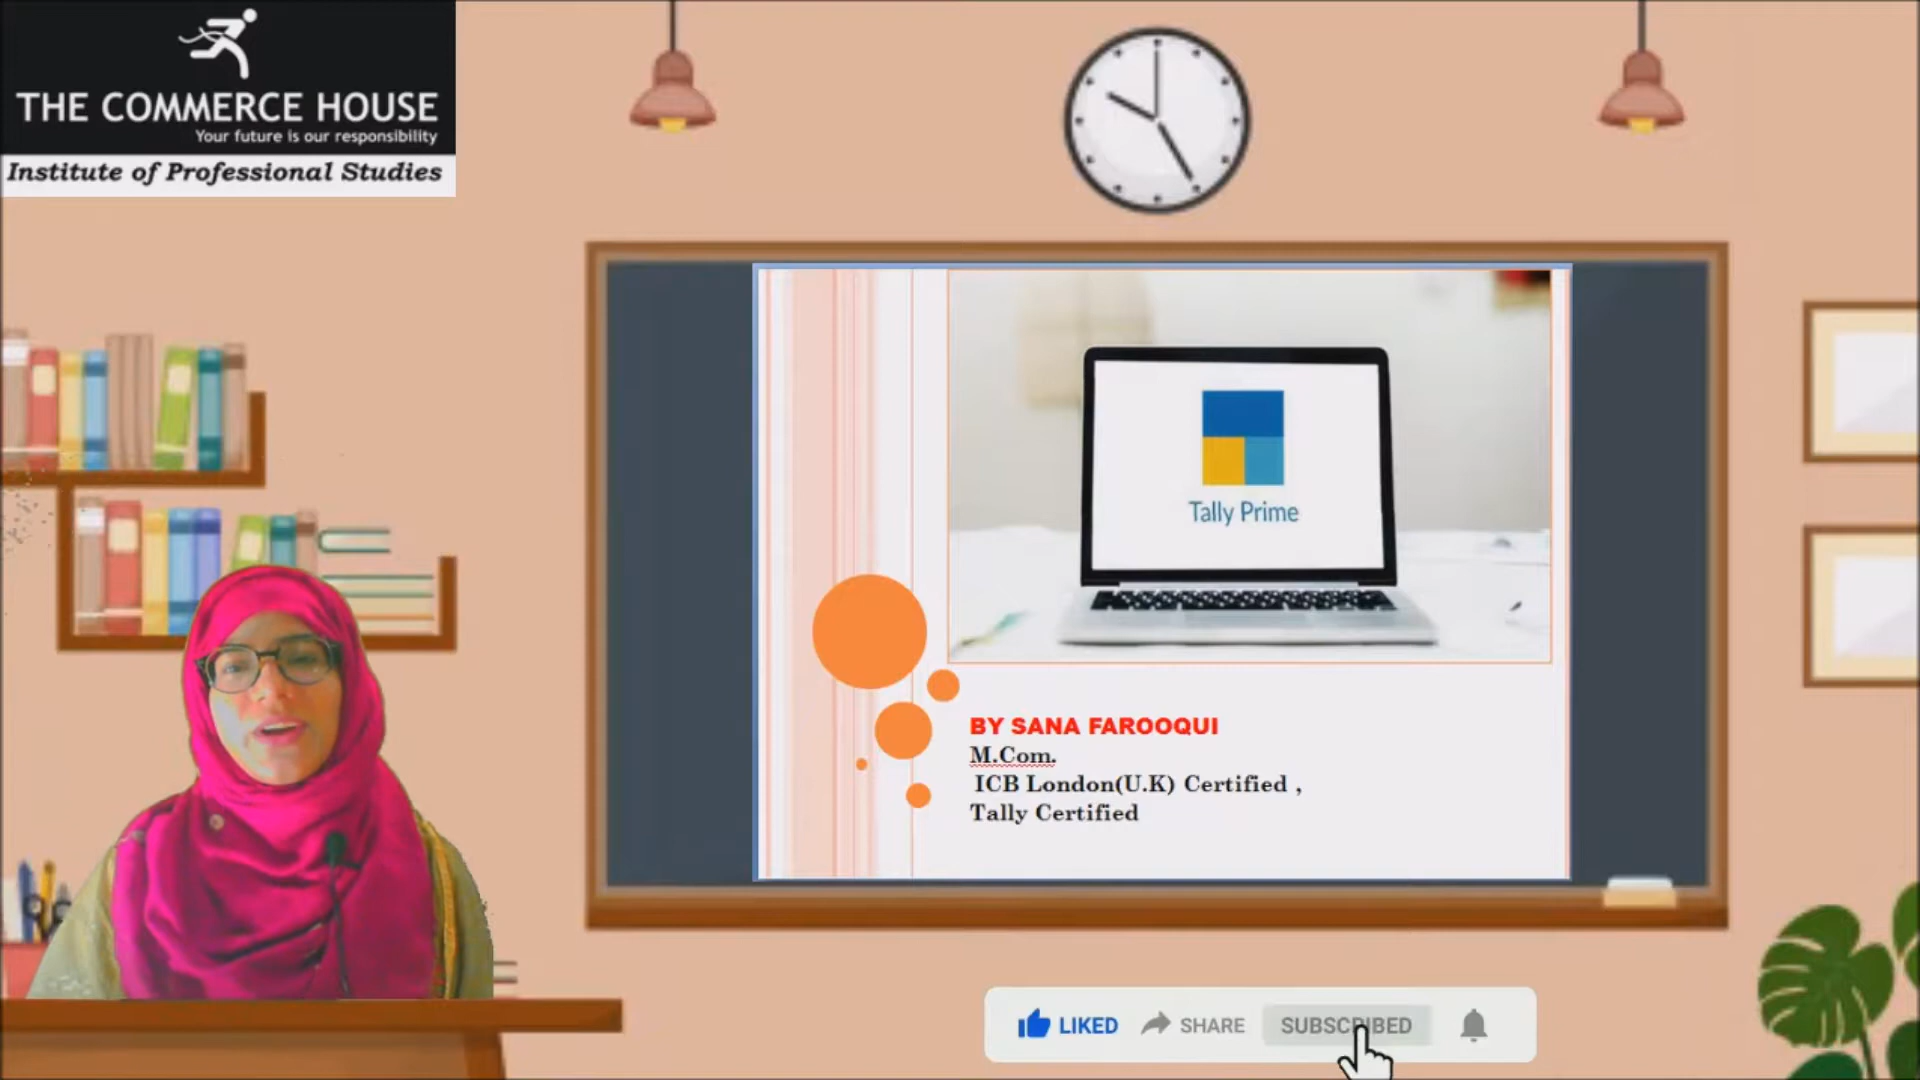 THE COMMERCE HOUSE
Your future is our responsibility
Institute of Professional Studies
Tally Prime
BY SANA FAROOQUI
M.Com.
ICB London(U.K) Certified ,
Tally Certified
LIKED SHARE SUBSCRIBED